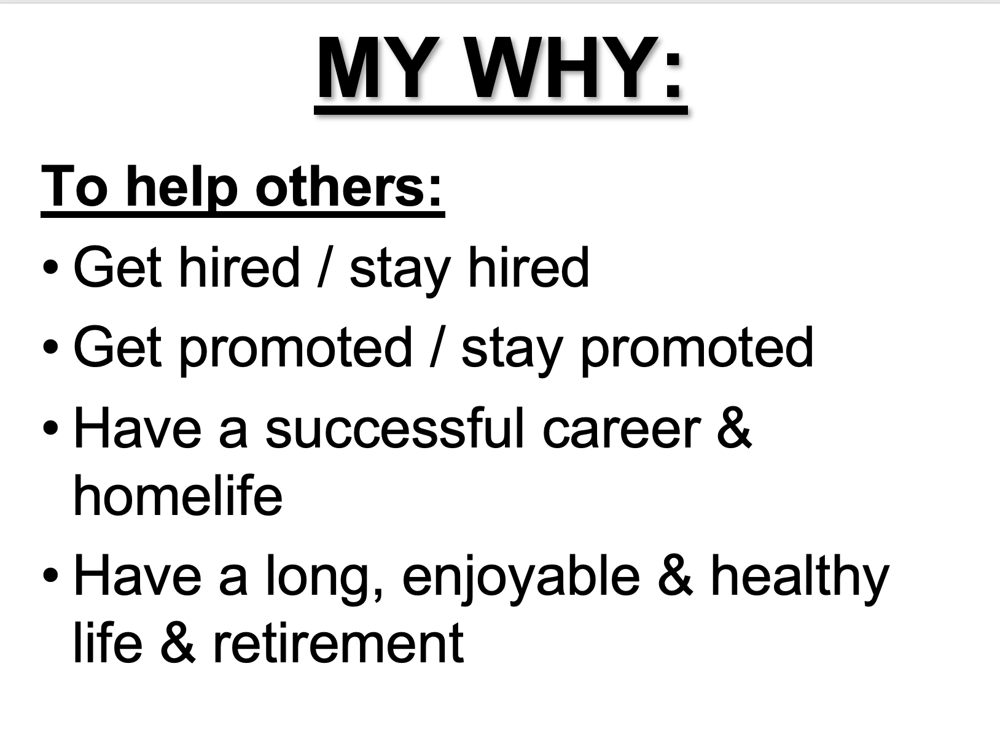 MY WHY:
To help others:
• Get hired / stay hired
• Get promoted / stay promoted
• Have a successful career &
homelife
• Have a long, enjoyable & healthy
life & retirement